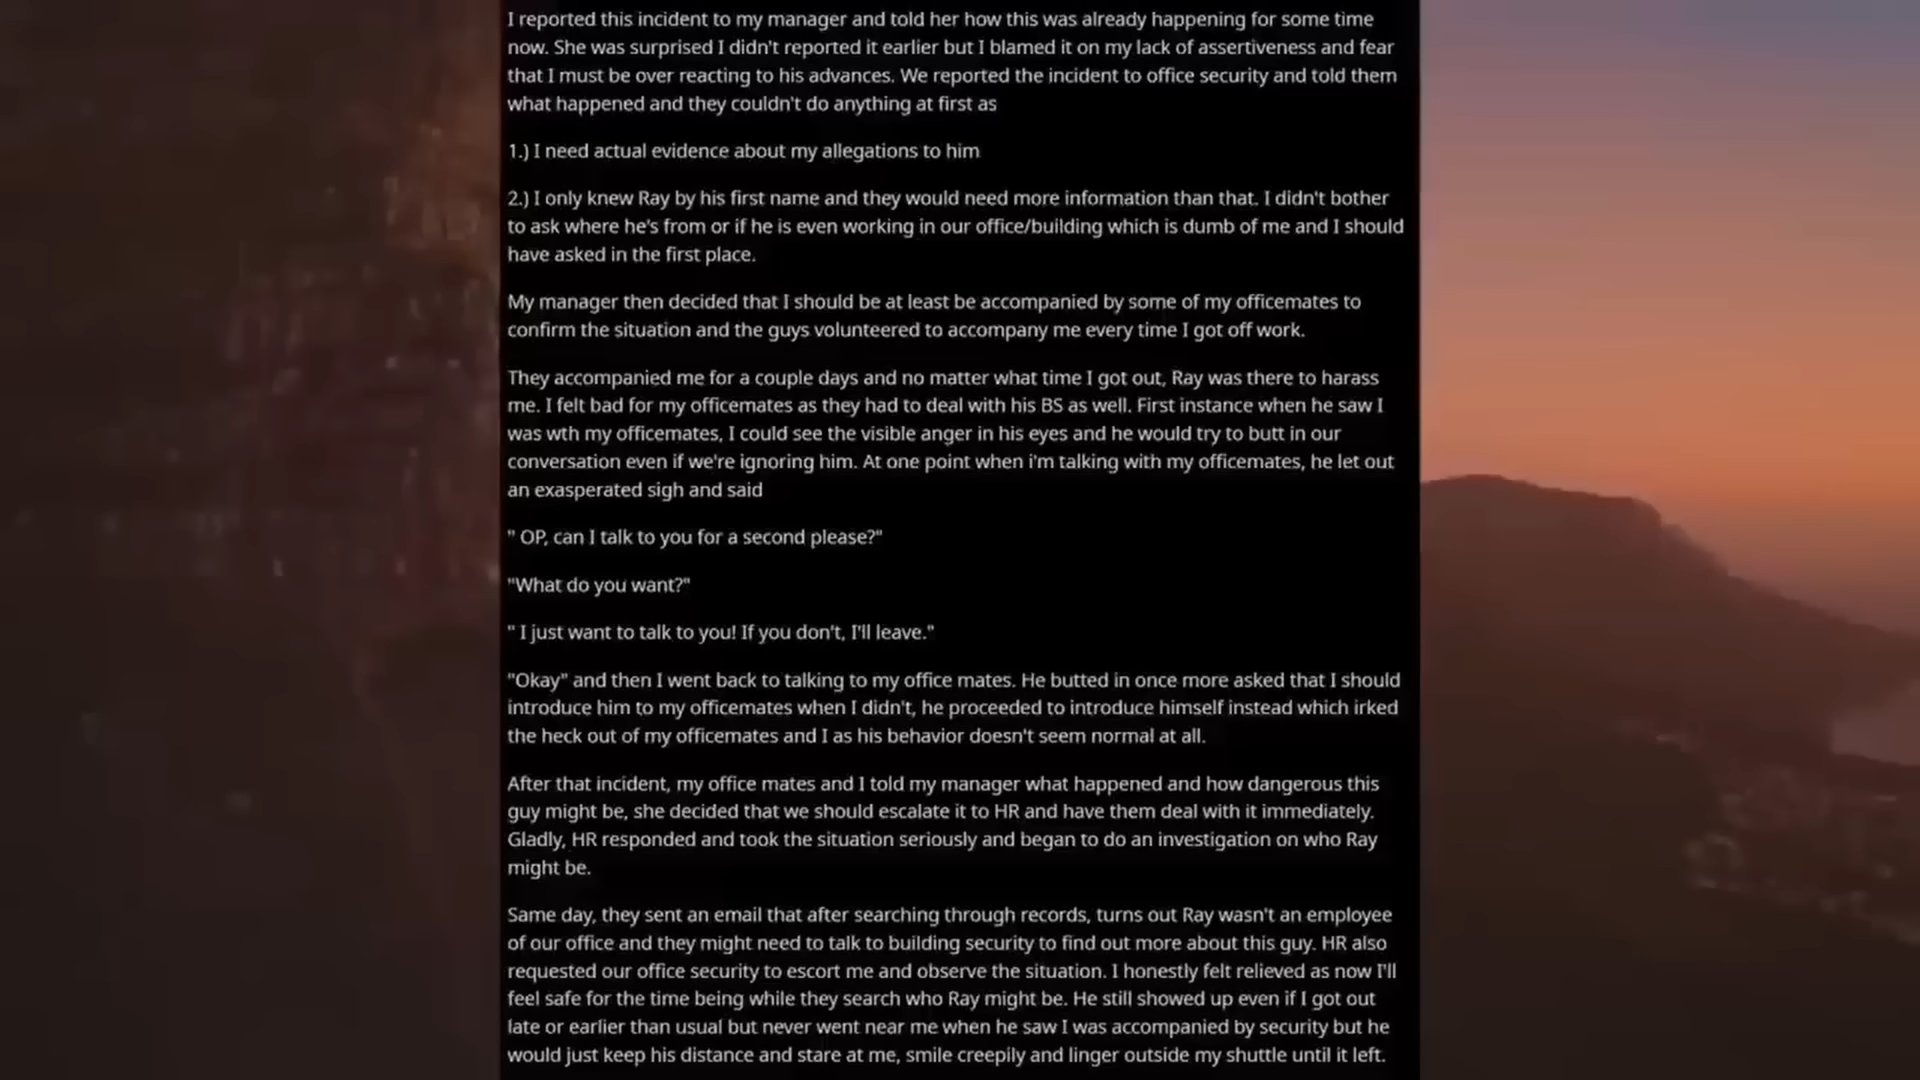 I reported this incident to my manager and told her how this was already happening for some time
now. She was surprised I didn't reported it earlier but I blamed it on my lack of assertiveness and fear
that I must be over reacting to his advances. We reported the incident to office security and told them
what happened and they couldn't do anything at first as
1.) I need actual evidence about my allegations to him
2.) I only knew Ray by his first name and they would need more information than that. I didn't bother
to ask where he's from or if he is even working in our office/building which is dumb of me and I should
have asked in the first place.
My manager then decided that I should be at least be accompanied by some of my officemates to
confirm the situation and the guys volunteered to accompany me every time I got off work.
They accompanied me for a couple days and no matter what time I got out, Ray was there to harass
me. I felt bad for my officemates as they had to deal with his BS as well. First instance when he saw I
was wth my officemates, I could see the visible anger in his eyes and he would try to butt in our
conversation even if we're ignoring him. At one point when i'm talking with my officemates, he let out
an exasperated sigh and said
" OP, can I talk to you for a second please?"
"What do you want?"
" I just want to talk to you! If you don't, I'll leave."
"Okay" and then I went back to talking to my office mates. He butted in once more asked that I should
introduce him to my officemates when I didn't, he proceeded to introduce himself instead which irked
the heck out of my officemates and I as his behavior doesn't seem normal at all.
After that incident, my office mates and I told my manager what happened and how dangerous this
guy might be, she decided that we should escalate it to HR and have them deal with it immediately.
Gladly, HR responded and took the situation seriously and began to do an investigation on who Ray
might be.
Same day, they sent an email that after searching through records, turns out Ray wasn't an employee
of our office and they might need to talk to building security to find out more about this guy. HR also
requested our office security to escort me and observe the situation. I honestly felt relieved as now I'll
feel safe for the time being while they search who Ray might be. He still showed up even if I got out
late or earlier than usual but never went near me when he saw I was accompanied by security but he
would just keep his distance and stare at me, smile creepily and linger outside my shuttle until it left.